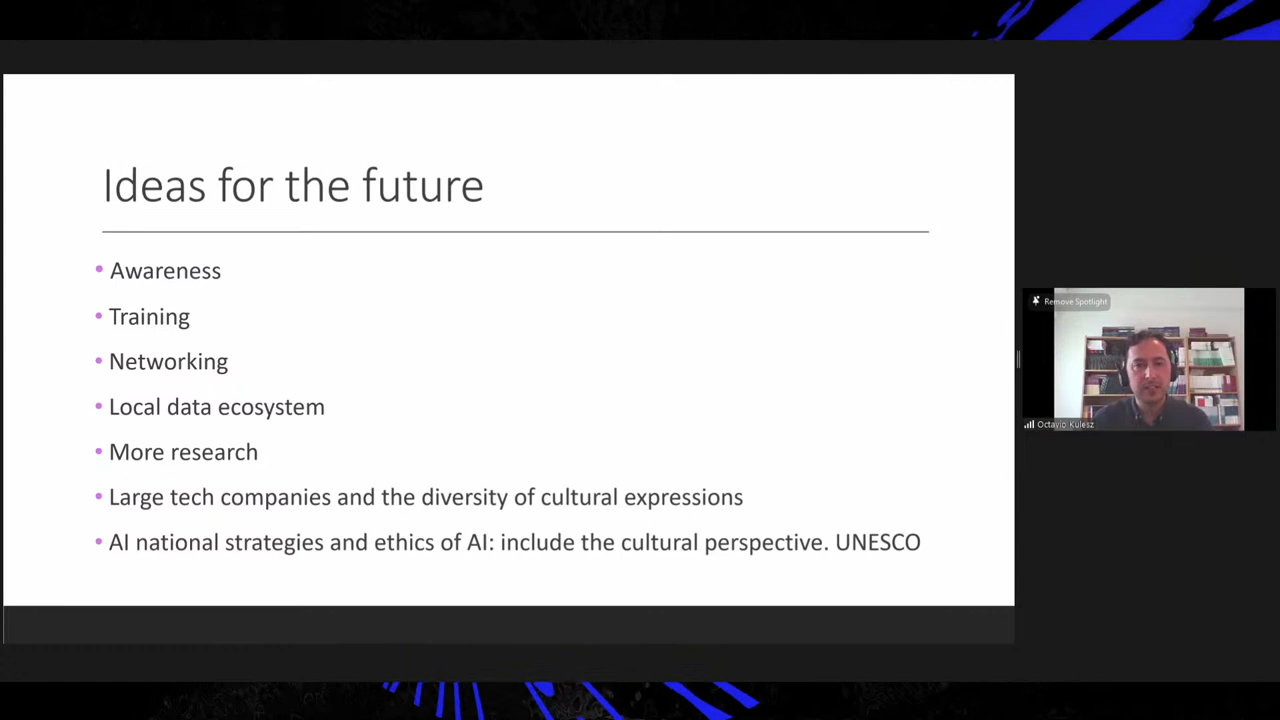 Ideas for the future
• Awareness
• Training
• Networking
• Local data ecosystem
• More research
• Large tech companies and the diversity of cultural expressions
• AI national strategies and ethics of AI: include the cultural perspective. UNESCO
Remove Spotlight
Octavio Kulesz